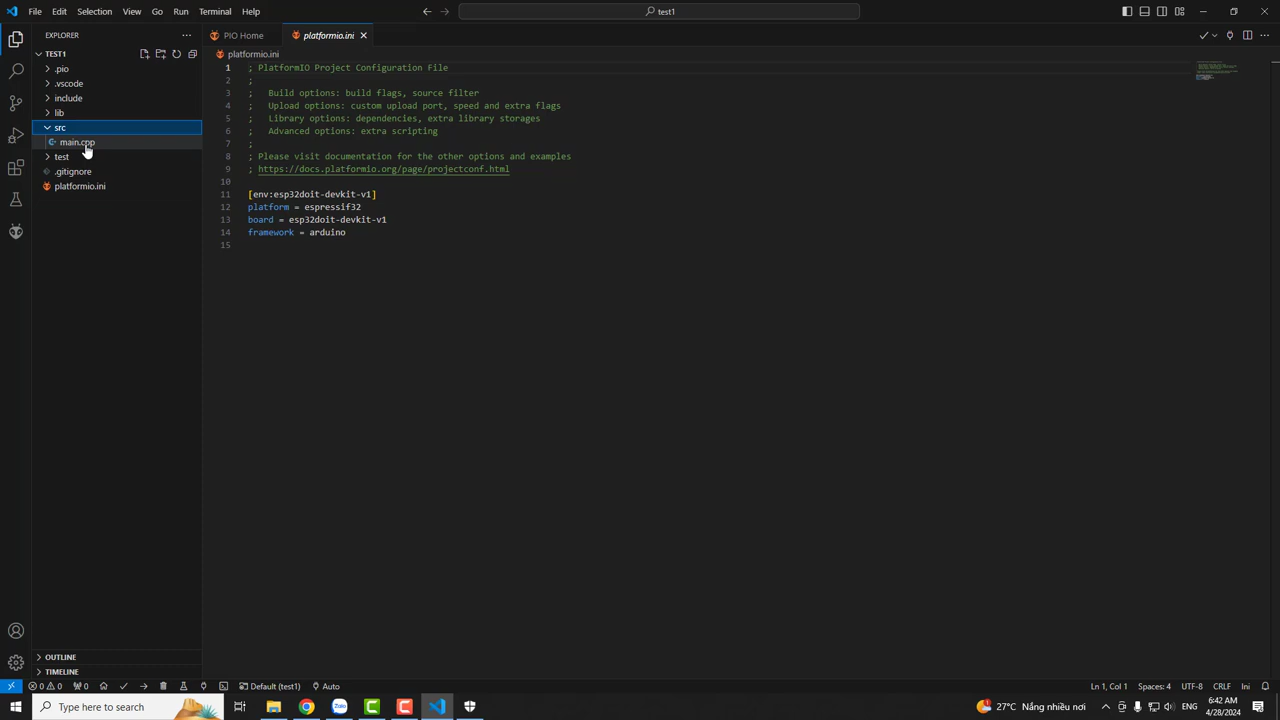 File Edit Selection View Go Run Terminal Help
test1
EXPLORER
PIO Home
platformio.ini
TEST1
platformio.ini
.pio
.vscode
include
lib
src
main.cpp
test
.gitignore
platformio.ini
1 ; PlatformIO Project Configuration File
2 ;
3 ; Build options: build flags, source filter
4 ; Upload options: custom upload port, speed and extra flags
5 ; Library options: dependencies, extra library storages
6 ; Advanced options: extra scripting
7 ;
8 ; Please visit documentation for the other options and examples
9 ; https://docs.platformio.org/page/projectconf.html
10
11 [env:esp32doit-devkit-v1]
12 platform = espressif32
13 board = esp32doit-devkit-v1
14 framework = arduino
15
OUTLINE
TIMELINE
0 0 0 Default (test1) Auto Ln 1, Col 1 Spaces: 4 UTF-8 CRLF Ini
Type here to search
27°C Nắng nhiều nơi
6:42 AM
4/28/2024